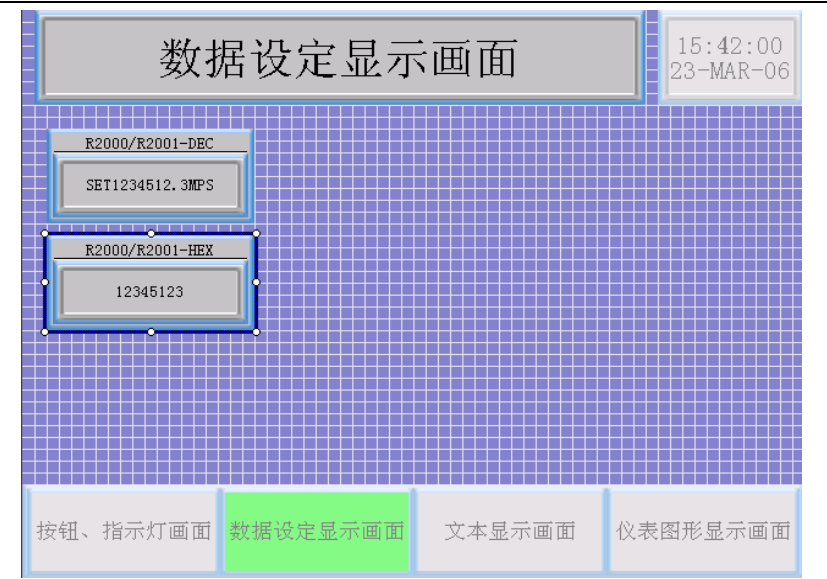 数据设定显示画面
15:42:00
23-MAR-06
R2000/R2001-DEC
SET1234512.3MPS
R2000/R2001-HEX
12345123
按钮、指示灯画面
数据设定显示画面
文本显示画面
仪表图形显示画面